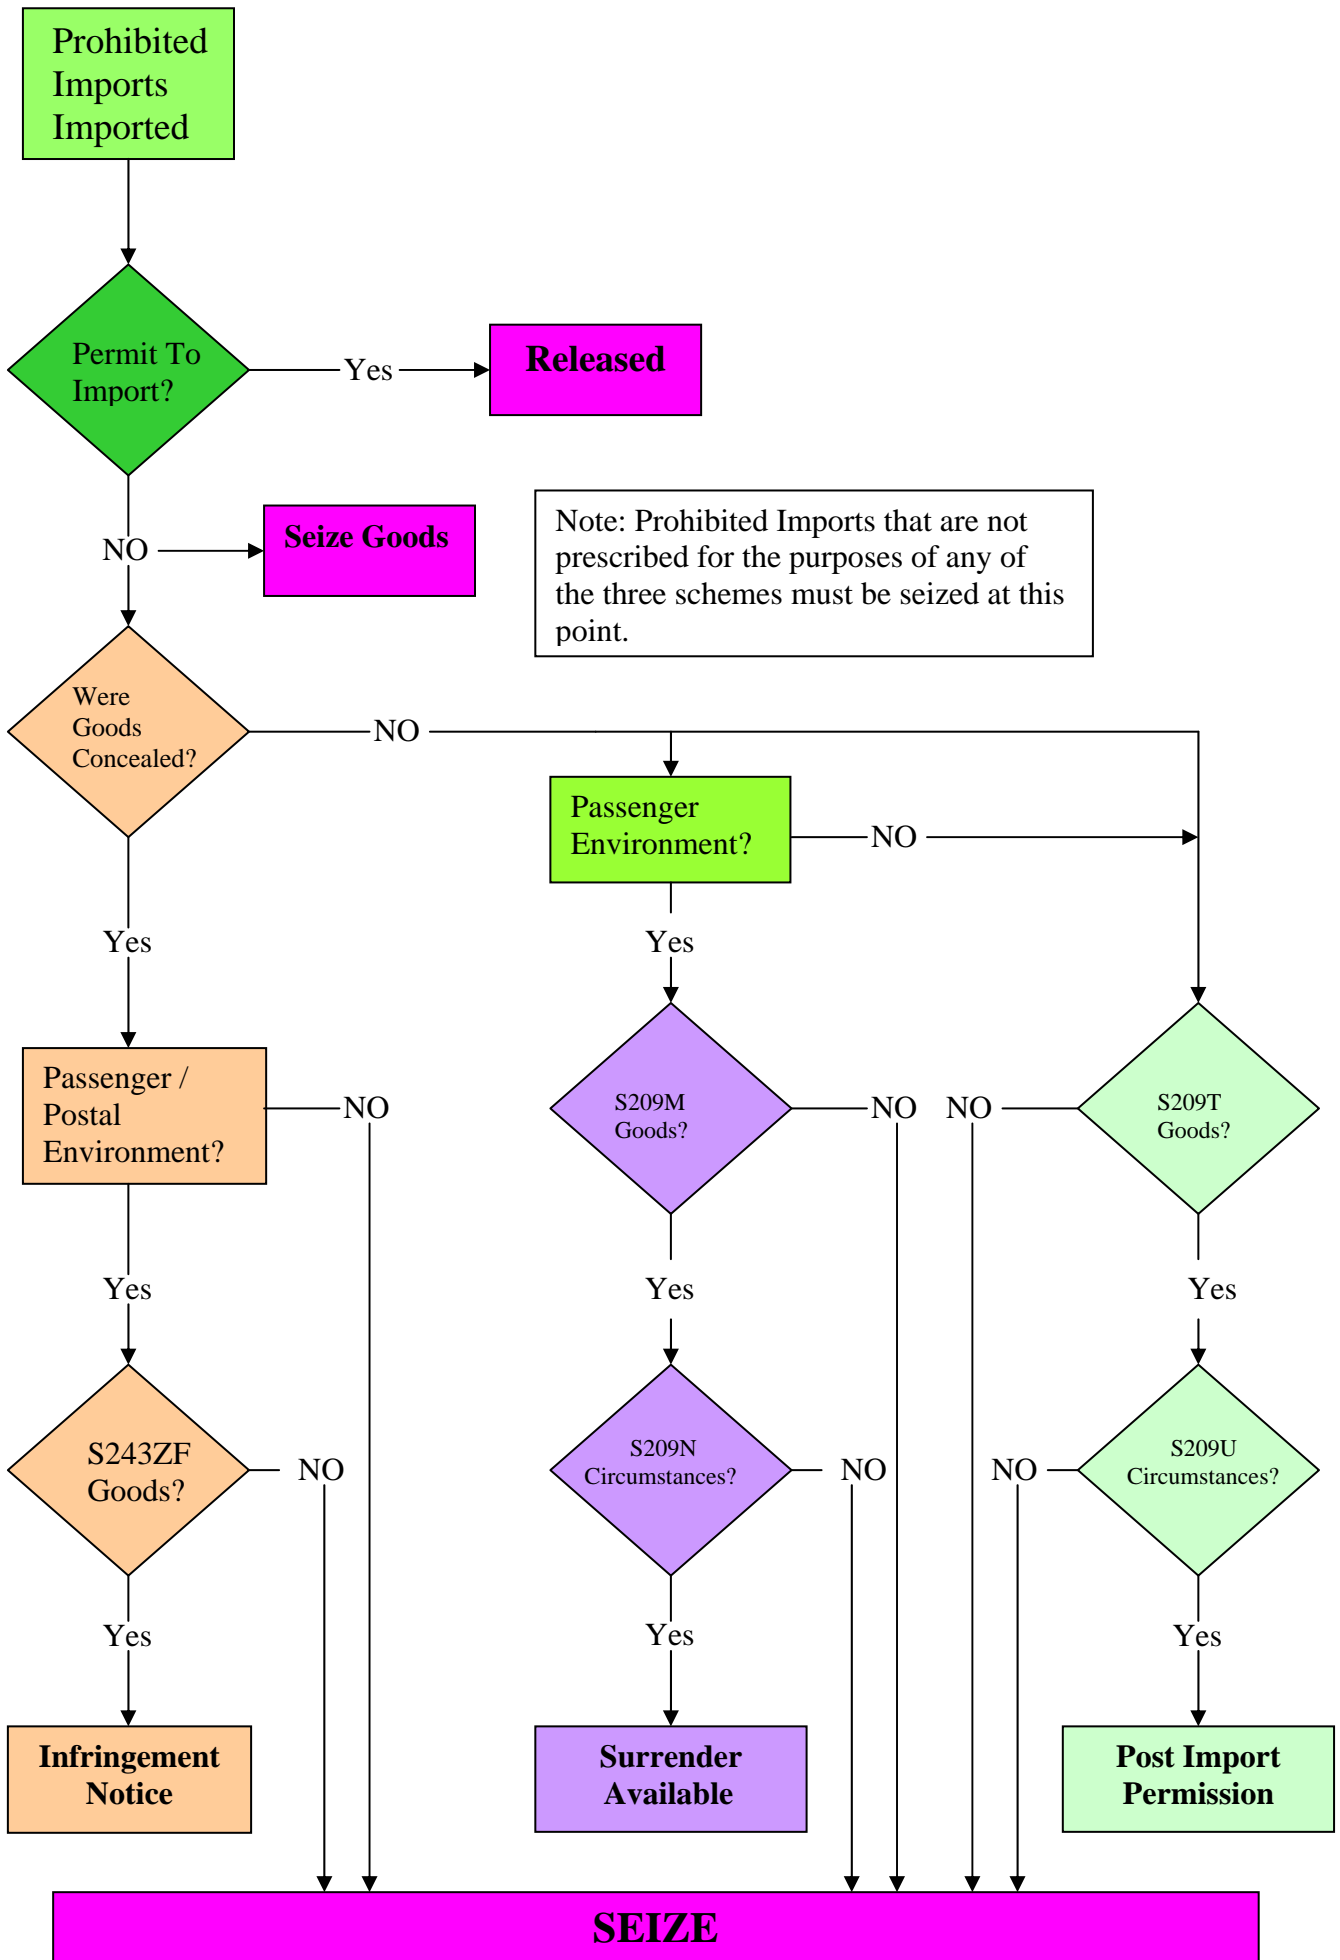 Prohibited
Imports
Imported
Permit To
Import?
Yes
Released
NO
Seize Goods
Note: Prohibited Imports that are not
prescribed for the purposes of any of
the three schemes must be seized at this
point.
Were
Goods
Concealed?
NO
Passenger
Environment?
NO
Yes
Yes
Passenger /
Postal
Environment?
NO
S209M
Goods?
NO
NO
S209T
Goods?
Yes
Yes
Yes
S243ZF
Goods?
NO
S209N
Circumstances?
NO
NO
S209U
Circumstances?
Yes
Yes
Yes
Infringement
Notice
Surrender
Available
Post Import
Permission
SEIZE